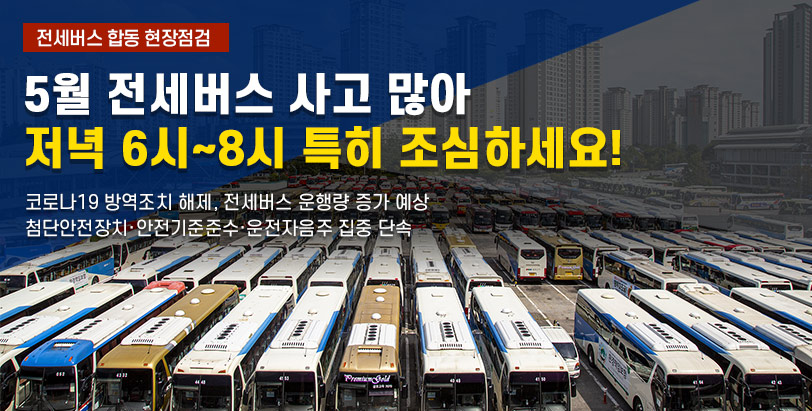 전세버스 합동 현장점검
5월 전세버스 사고 많아
저녁 6시~8시 특히 조심하세요!
코로나19 방역조치 해제, 전세버스 운행량 증가 예상
첨단안전장치·안전기준준수·운전자음주 집중 단속
Premium Gold